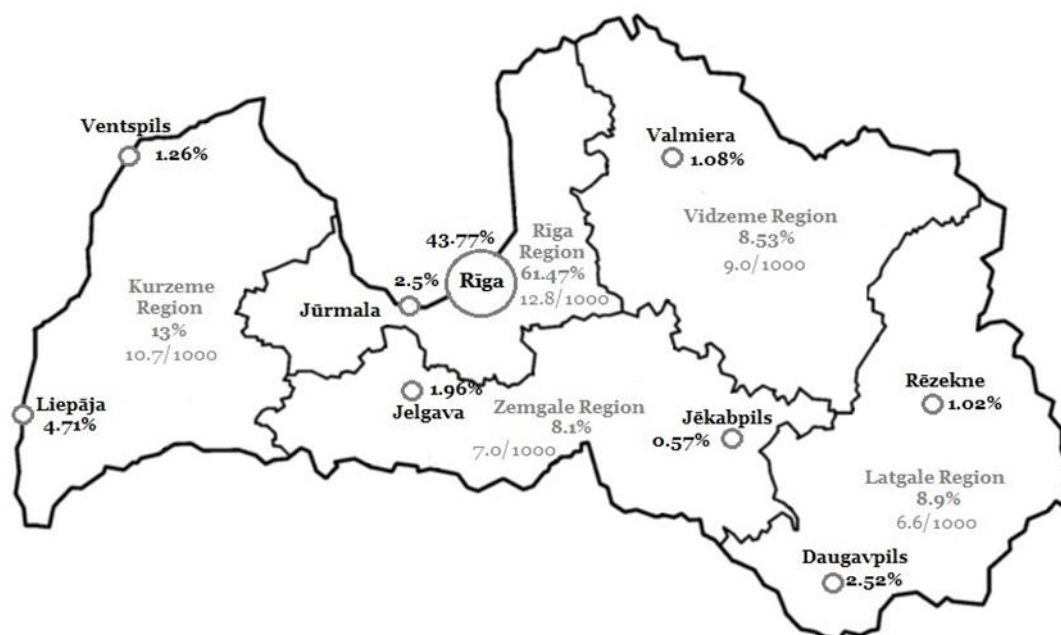 Ventspils
1.26%
Valmiera
1.08%
Vidzeme Region
8.53%
9.0/1000
43.77%
Rīga
Region
61.47%
12.8/1000
2.5%
Rīga
Jūrmala
Kurzeme
Region
13%
10.7/1000
Liepāja
4.71%
1.96%
Jelgava
Zemgale Region
8.1%
7.0/1000
Jēkabpils
0.57%
Rēzekne
1.02%
Latgale Region
8.9%
6.6/1000
Daugavpils
2.52%